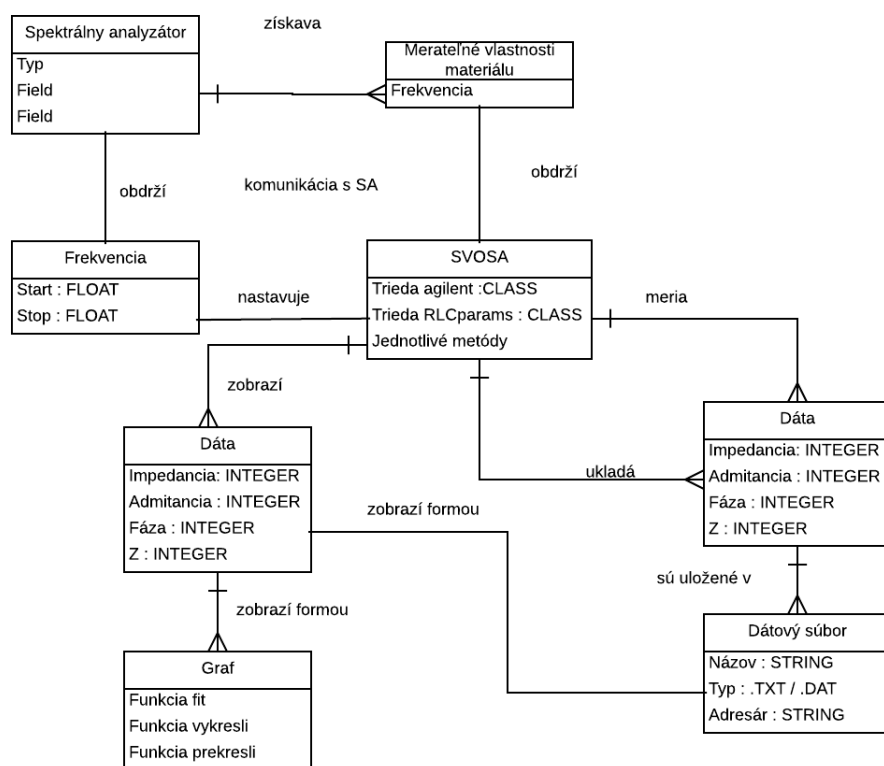 Spektrálny analyzátor
Typ
Field
Field
získava
Merateľné vlastnosti
materiálu
Frekvencia
obdrží
komunikácia s SA
obdrží
Frekvencia
Start : FLOAT
Stop : FLOAT
nastavuje
SVOSA
Trieda agilent :CLASS
Trieda RLCparams : CLASS
Jednotlivé metódy
meria
zobrazí
Dáta
Impedancia: INTEGER
Admitancia : INTEGER
Fáza : INTEGER
Z : INTEGER
ukladá
Dáta
Impedancia: INTEGER
Admitancia : INTEGER
Fáza : INTEGER
Z : INTEGER
zobrazí formou
sú uložené v
zobrazí formou
Graf
Funkcia fit
Funkcia vykresli
Funkcia prekresli
Dátový súbor
Názov : STRING
Typ : .TXT / .DAT
Adresár : STRING